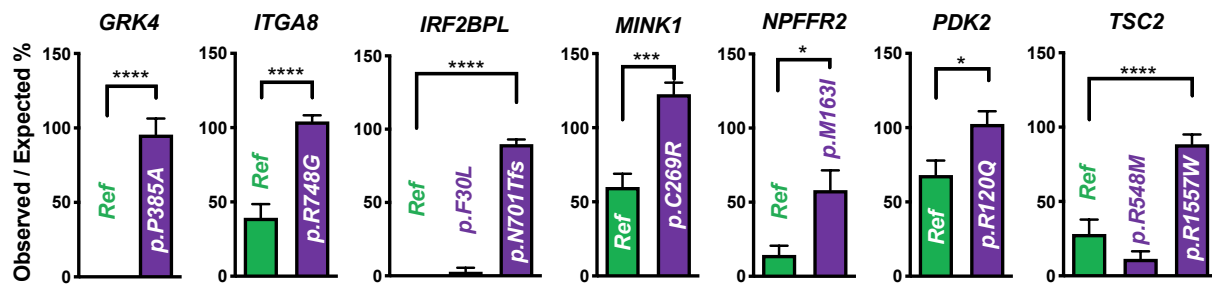 GRK4 ITGA8 IRF2BPL MINK1 NPFFR2 PDK2 TSC2
Observed / Expected %
150
100
50
0
****
Ref
p.P385A
150
100
50
0
****
Ref
p.R748G
150
100
50
0
****
Ref
p.F30L
p.N701Tfs
150
100
50
0
***
Ref
p.C269R
150
100
50
0
*
Ref
p.M163I
150
100
50
0
*
Ref
p.R120Q
150
100
50
0
****
Ref
p.R548M
p.R1557W